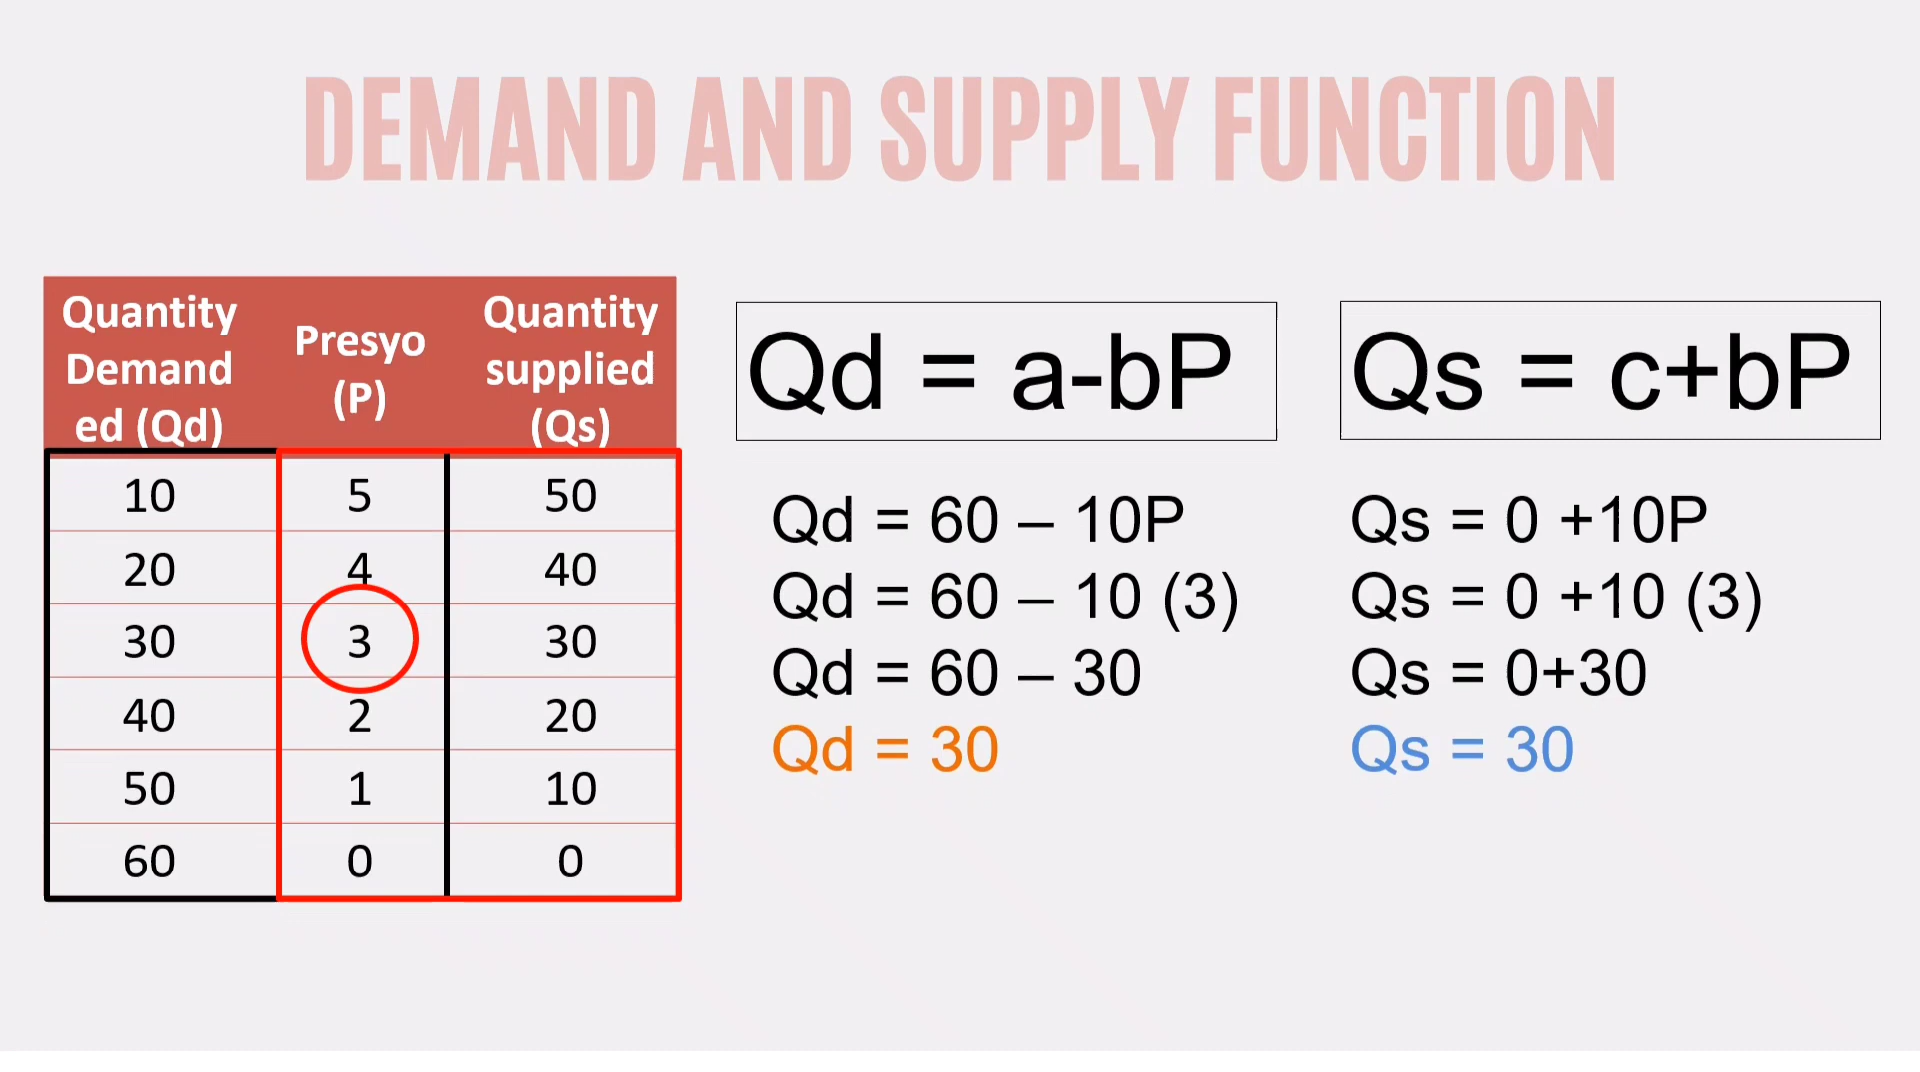 DEMAND AND SUPPLY FUNCTION
Quantity
Demand
ed (Qd)
Presyo
(P)
Quantity
supplied
(Qs)
10 5 50
20 4 40
30 3 30
40 2 20
50 1 10
60 0 0
Qd = a-bP
Qd = 60 – 10P
Qd = 60 – 10 (3)
Qd = 60 – 30
Qd = 30
Qs = c+bP
Qs = 0 +10P
Qs = 0 +10 (3)
Qs = 0+30
Qs = 30